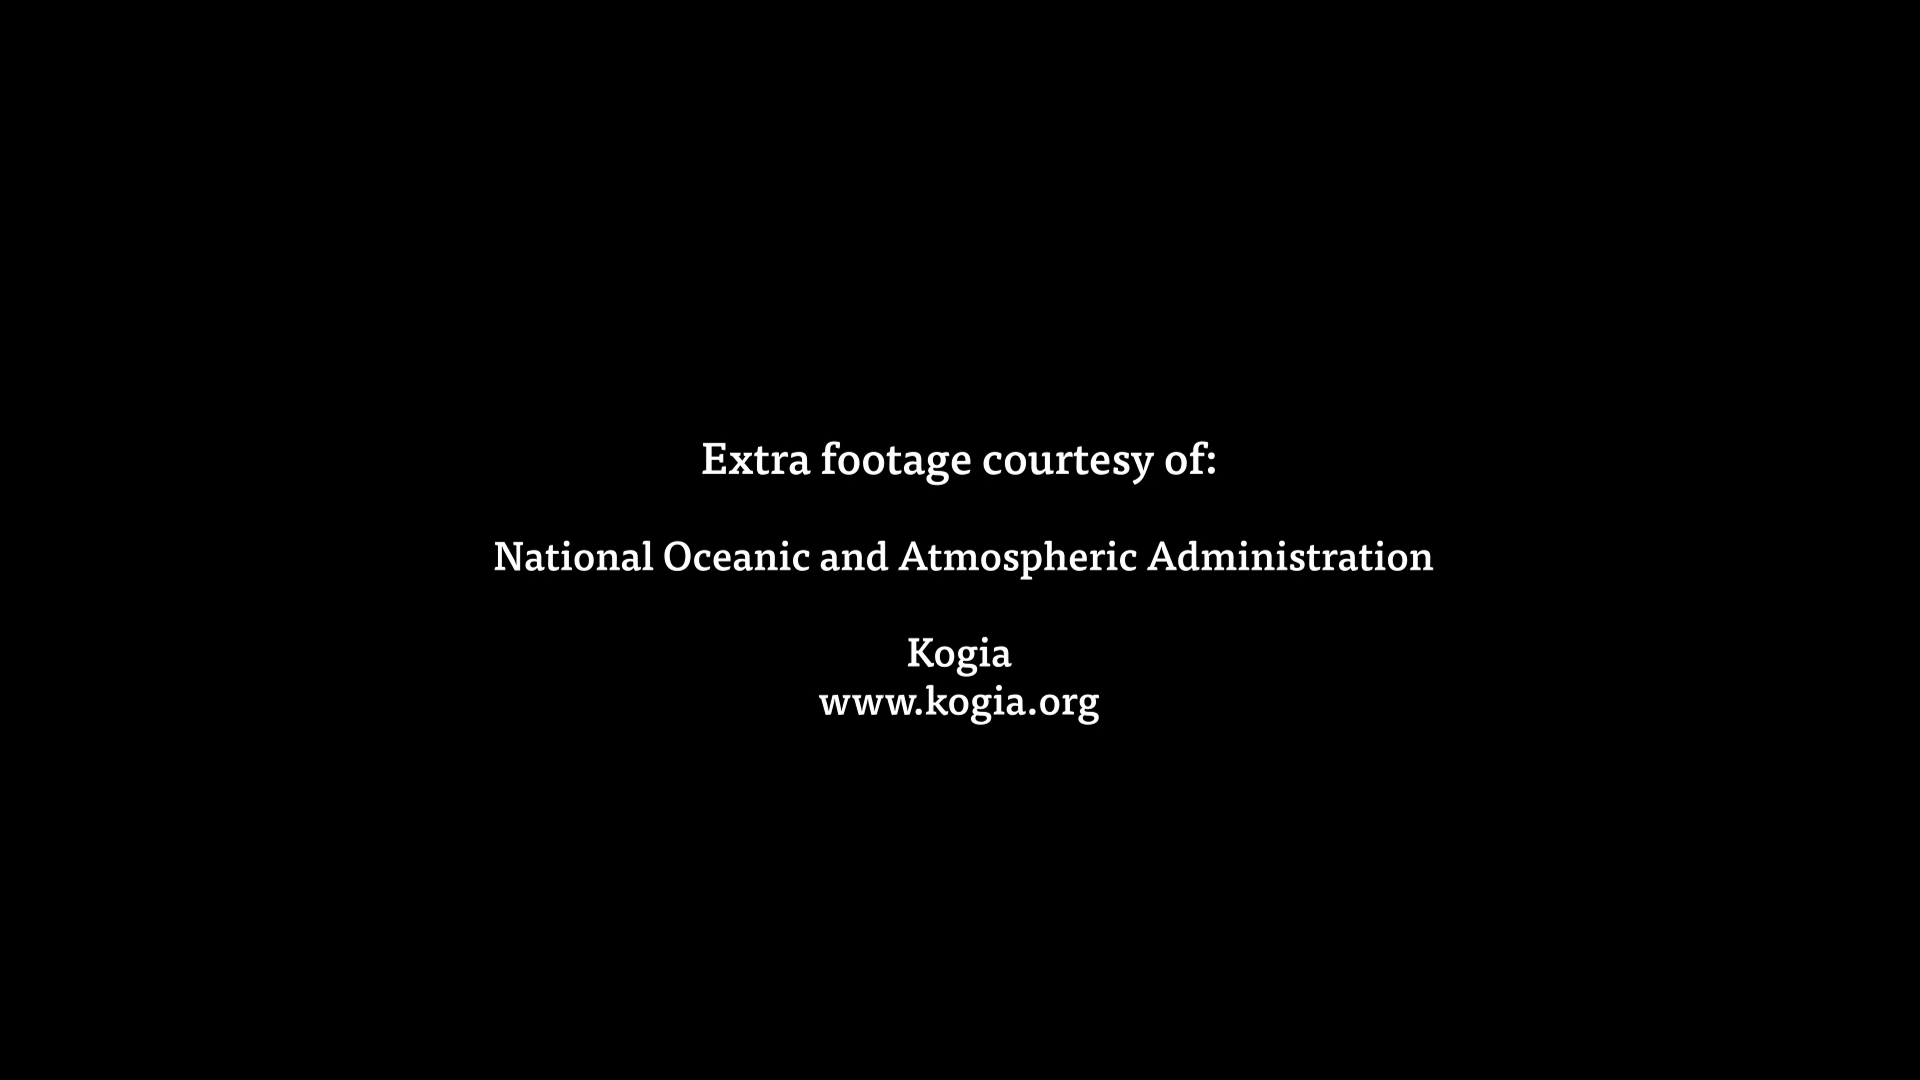 Extra footage courtesy of:
National Oceanic and Atmospheric Administration
Kogia
www.kogia.org